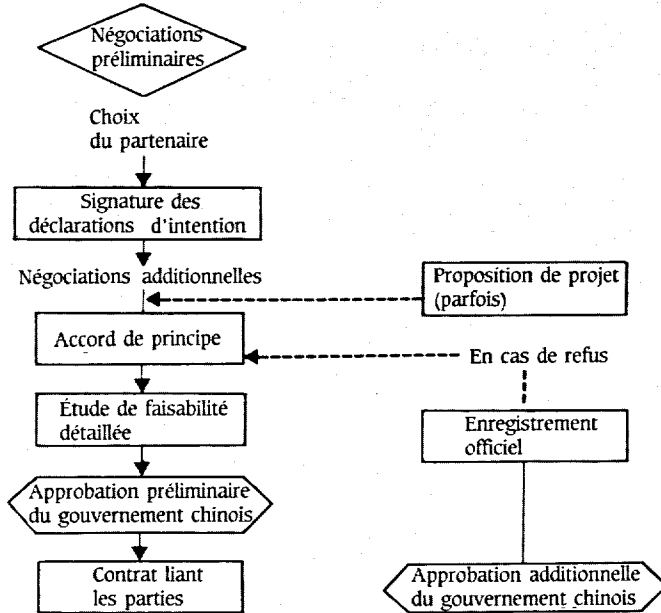 Négociations
préliminaires
Choix
du partenaire
Signature des
déclarations d'intention
Négociations additionnelles
Proposition de projet
(parfois)
Accord de principe
En cas de refus
Étude de faisabilité
détaillée
Enregistrement
officiel
Approbation préliminaire
du gouvernement chinois
Contrat liant
les parties
Approbation additionnelle
du gouvernement chinois